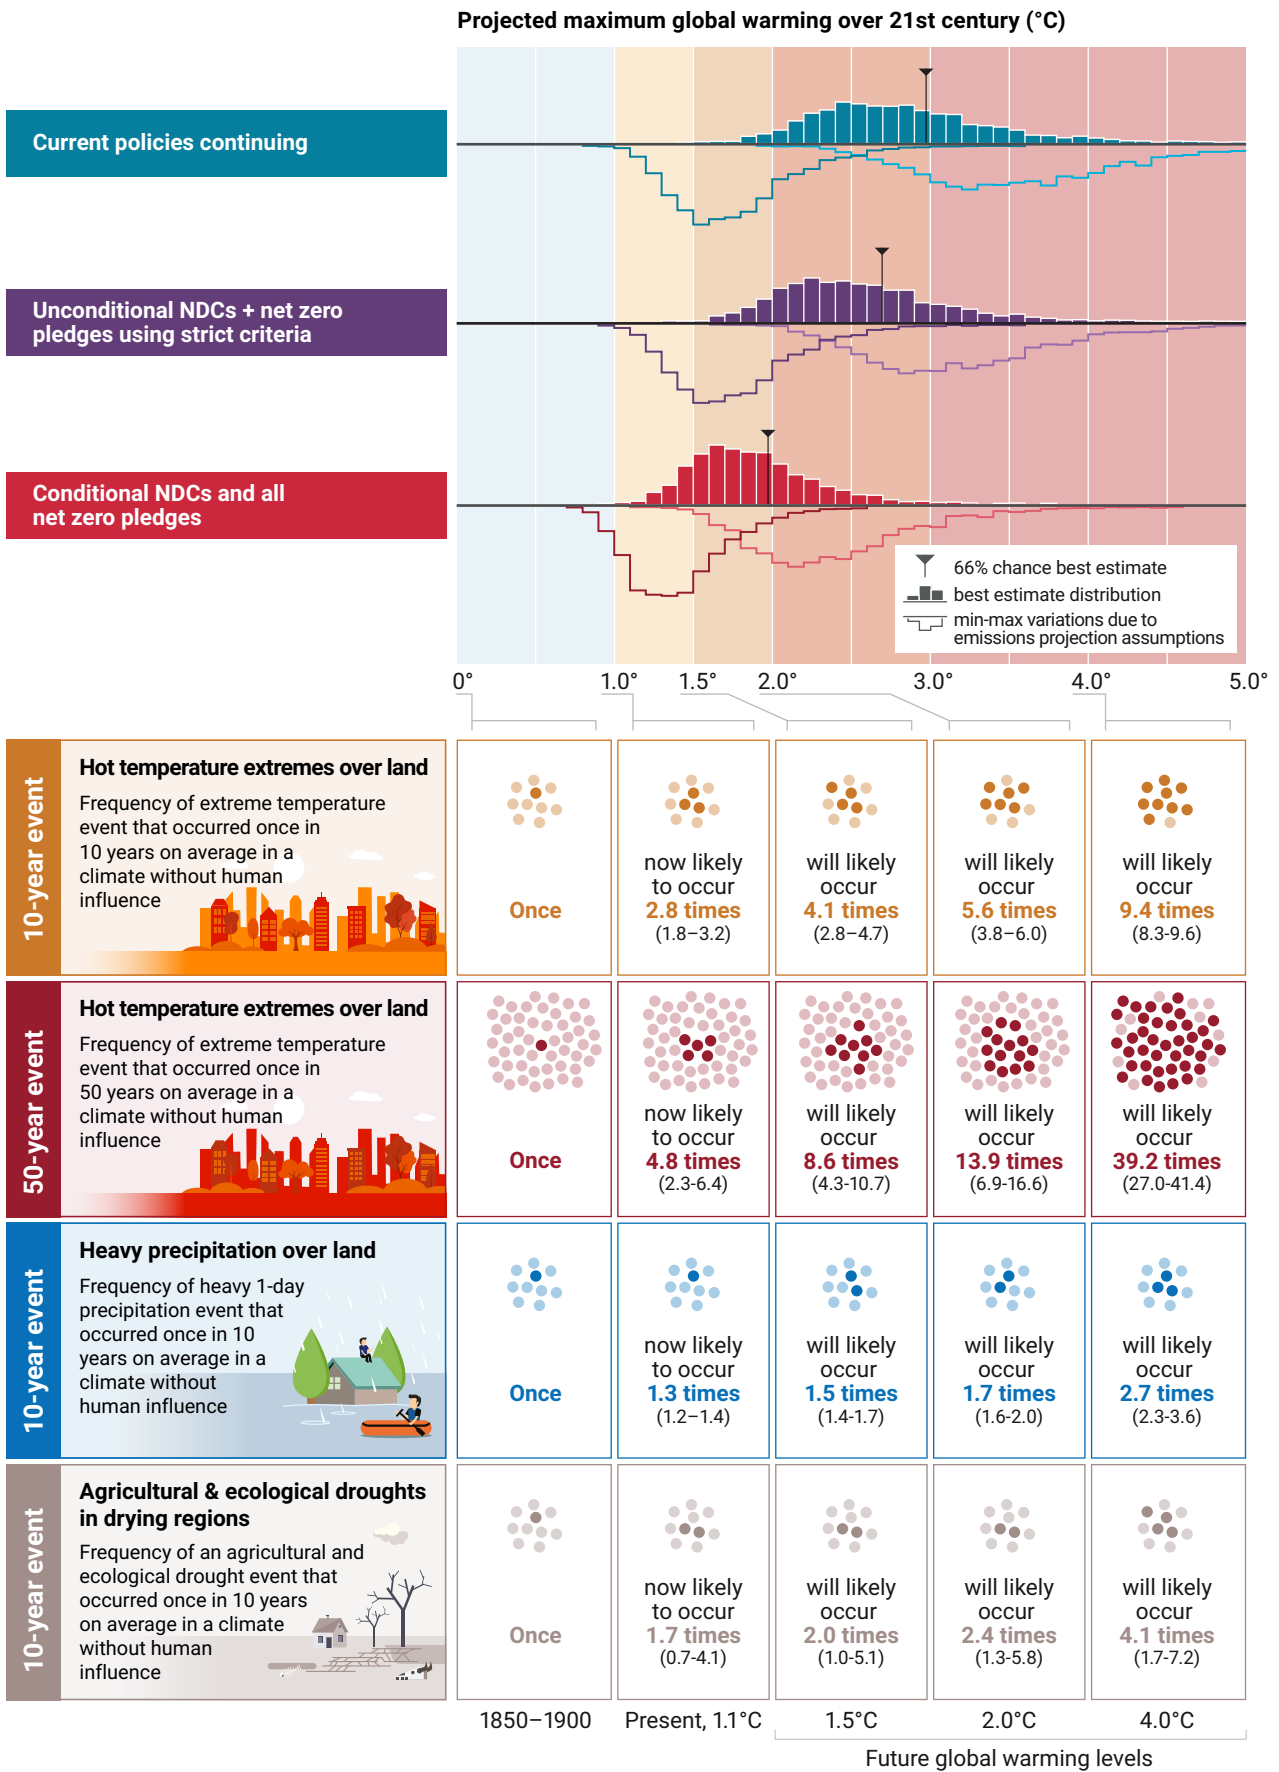 Projected maximum global warming over 21st century (°C)
Current policies continuing
Unconditional NDCs + net zero
pledges using strict criteria
Conditional NDCs and all
net zero pledges
66% chance best estimate
best estimate distribution
min-max variations due to
emissions projection assumptions
0° 1.0° 1.5° 2.0° 3.0° 4.0° 5.0°
10-year event
Hot temperature extremes over land
Frequency of extreme temperature
event that occurred once in
10 years on average in a
climate without human
influence
Once
now likely
to occur
2.8 times
(1.8–3.2)
will likely
occur
4.1 times
(2.8–4.7)
will likely
occur
5.6 times
(3.8–6.0)
will likely
occur
9.4 times
(8.3-9.6)
50-year event
Hot temperature extremes over land
Frequency of extreme temperature
event that occurred once in
50 years on average in a
climate without human
influence
Once
now likely
to occur
4.8 times
(2.3-6.4)
will likely
occur
8.6 times
(4.3-10.7)
will likely
occur
13.9 times
(6.9-16.6)
will likely
occur
39.2 times
(27.0-41.4)
10-year event
Heavy precipitation over land
Frequency of heavy 1-day
precipitation event that
occurred once in 10
years on average in a
climate without
human influence
Once
now likely
to occur
1.3 times
(1.2–1.4)
will likely
occur
1.5 times
(1.4-1.7)
will likely
occur
1.7 times
(1.6-2.0)
will likely
occur
2.7 times
(2.3-3.6)
10-year event
Agricultural & ecological droughts
in drying regions
Frequency of an agricultural and
ecological drought event that
occurred once in 10 years
on average in a climate
without human
influence
Once
now likely
to occur
1.7 times
(0.7-4.1)
will likely
occur
2.0 times
(1.0-5.1)
will likely
occur
2.4 times
(1.3-5.8)
will likely
occur
4.1 times
(1.7-7.2)
1850–1900 Present, 1.1°C 1.5°C 2.0°C 4.0°C
Future global warming levels